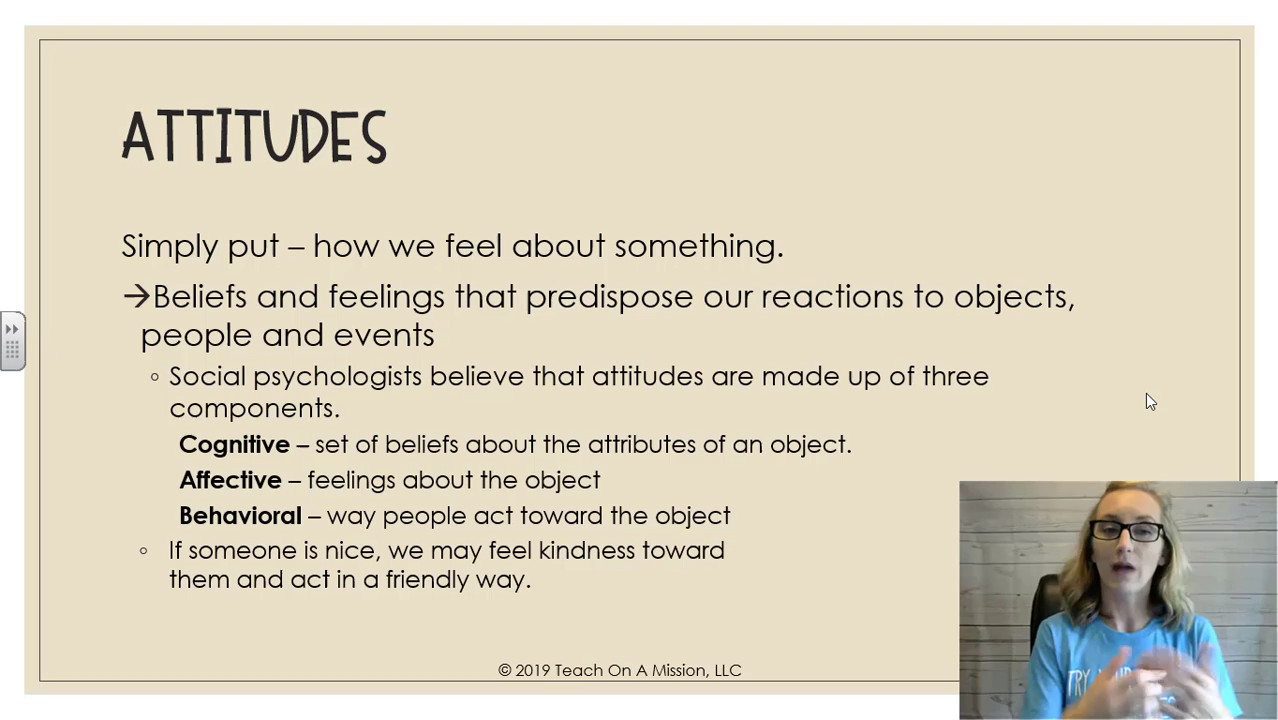 ATTITUDES
Simply put – how we feel about something.
→Beliefs and feelings that predispose our reactions to objects,
people and events
◦ Social psychologists believe that attitudes are made up of three
components.
Cognitive – set of beliefs about the attributes of an object.
Affective – feelings about the object
Behavioral – way people act toward the object
◦ If someone is nice, we may feel kindness toward
them and act in a friendly way.
© 2019 Teach On A Mission, LLC
TRY